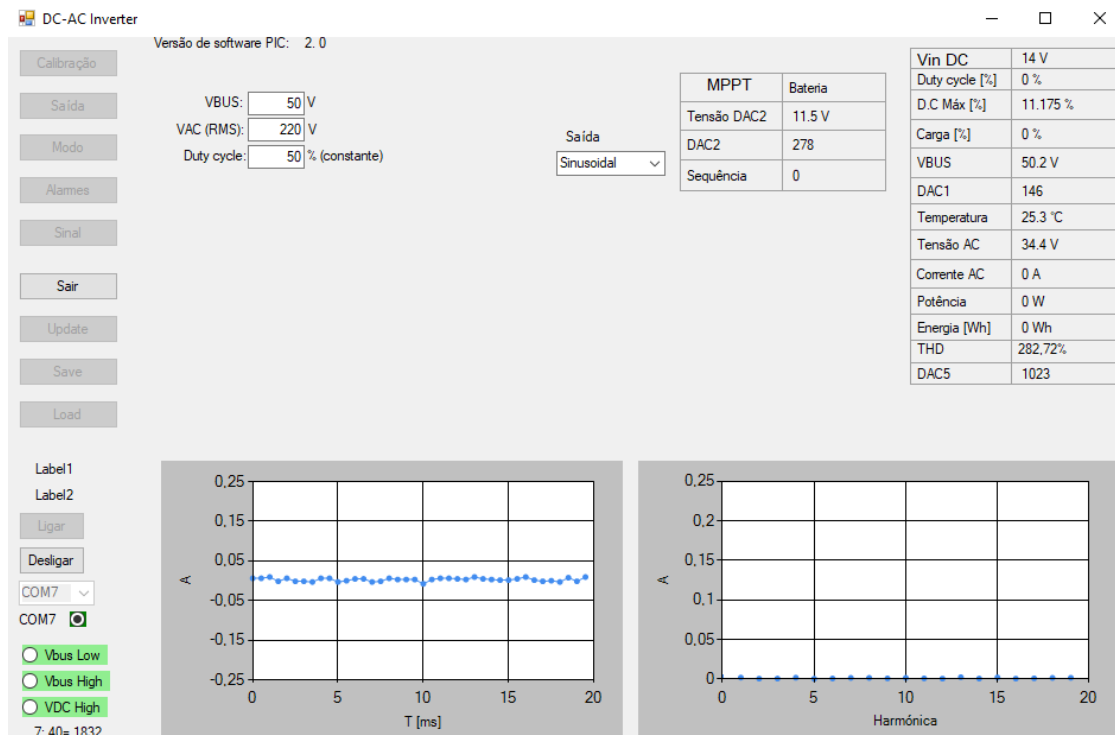 DC-AC Inverter
Versão de software PIC: 2. 0
Calibração
Saída
Modo
Alarmes
Sinal
Sair
Update
Save
Load
VBUS: 50 V
VAC (RMS): 220 V
Duty cycle: 50 % (constante)
Saída
Sinusoidal
MPPT Bateria
Tensão DAC2 11.5 V
DAC2 278
Sequência 0
Vin DC 14 V
Duty cycle [%] 0 %
D.C Máx [%] 11.175 %
Carga [%] 0 %
VBUS 50.2 V
DAC1 146
Temperatura 25.3 °C
Tensão AC 34.4 V
Corrente AC 0 A
Potência 0 W
Energia [Wh] 0 Wh
THD 282,72%
DAC5 1023
Label1
Label2
Ligar
Desligar
COM7
COM7
Vbus Low
Vbus High
VDC High
7: 40= 1832
0,25
0,15
0,05
-0,05
-0,15
-0,25
A
0 5 10 15 20
T [ms]
0,25
0,2
0,15
0,1
0,05
0
A
0 5 10 15 20
Harmónica